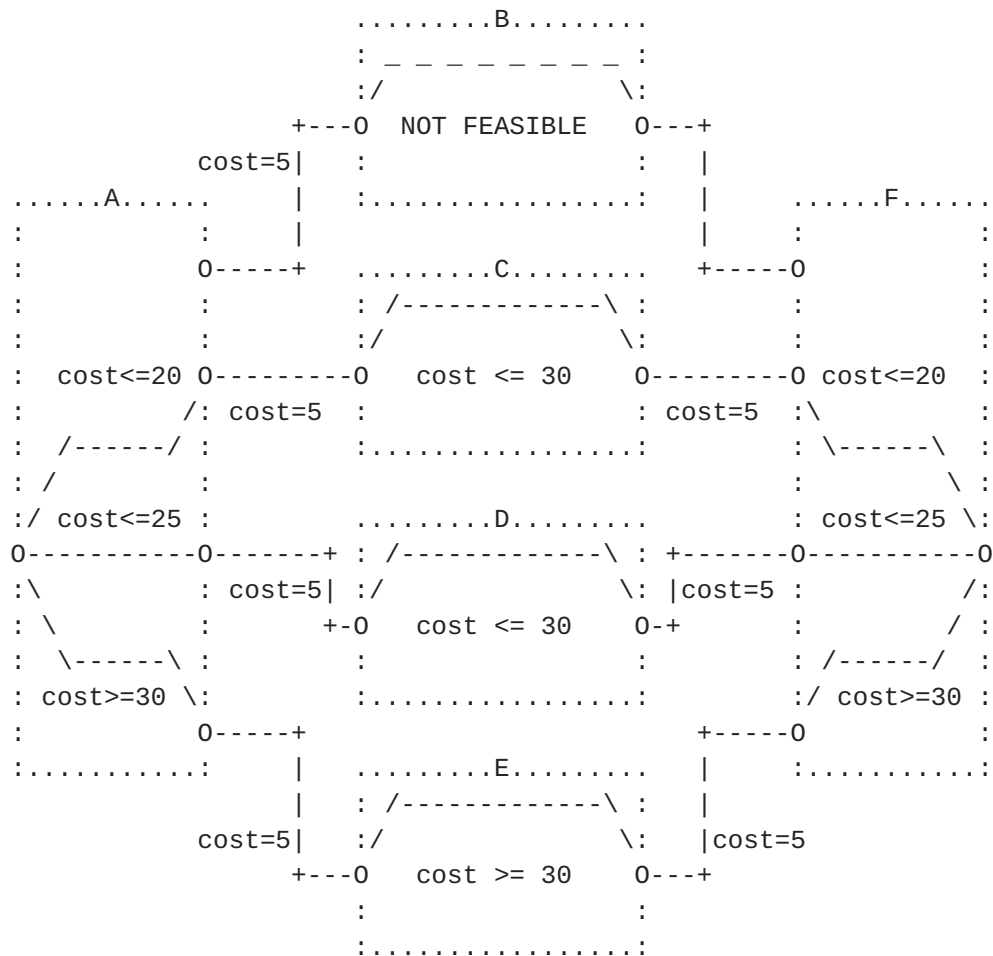 .........B.........
: _ _ _ _ _ _ _ _ :
:/               \:
+---O  NOT FEASIBLE   O---+
cost=5|   :                 :   |
......A......    |   :.................:   |     ......F......
:           :     |                         |     :           :
:           O-----+   .........C.........   +-----O           :
:           :         : /-------------\ :         :           :
:           :         :/               \:         :           :
:  cost<=20 O---------O   cost <= 30    O---------O cost<=20  :
:          /: cost=5  :                 : cost=5  :\          :
:  /------/ :         :.................:         : \------\  :
: /         :                                     :         \ :
:/ cost<=25 :         .........D.........         : cost<=25 \:
O-----------O-------+ : /-------------\ : +-------O-----------O
:\          : cost=5| :/               \: |cost=5 :          /:
: \         :       +-O   cost <= 30    O-+       :         / :
:  \------\ :         :                 :         : /------/  :
: cost>=30 \:         :.................:         :/ cost>=30 :
:           O-----+                         +-----O           :
:...........:     |   .........E.........   |     :...........:
|   : /-------------\ :   |
cost=5|   :/               \:   |cost=5
+---O   cost >= 30    O---+
:                 :
:.................: